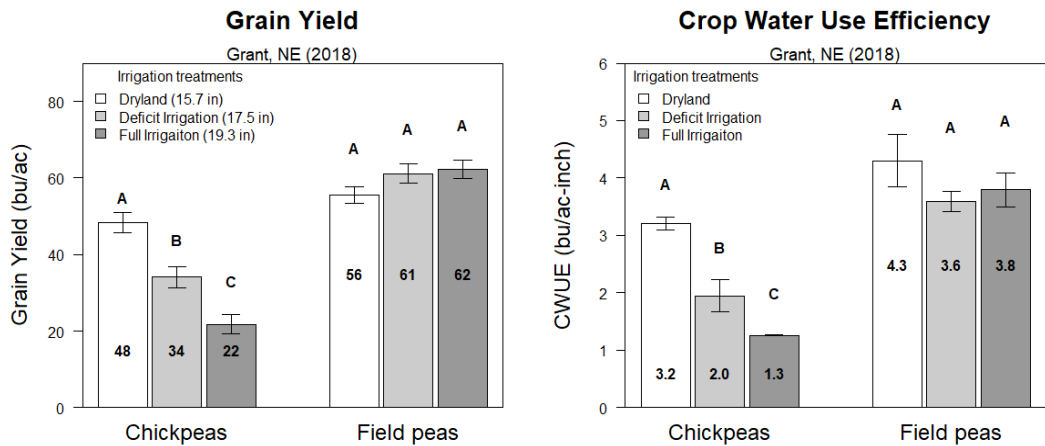 Grain Yield
Grant, NE (2018)
Irrigation treatments
Dryland (15.7 in)
Deficit Irrigation (17.5 in)
Full Irrigaiton (19.3 in)
Grain Yield (bu/ac)
80
60
40
20
0
A
B
C
A
A
A
48
34
22
56
61
62
Chickpeas
Field peas
Crop Water Use Efficiency
Grant, NE (2018)
Irrigation treatments
Dryland
Deficit Irrigation
Full Irrigaiton
CWUE (bu/ac-inch)
6
5
4
3
2
1
0
A
B
C
A
A
A
3.2
2.0
1.3
4.3
3.6
3.8
Chickpeas
Field peas